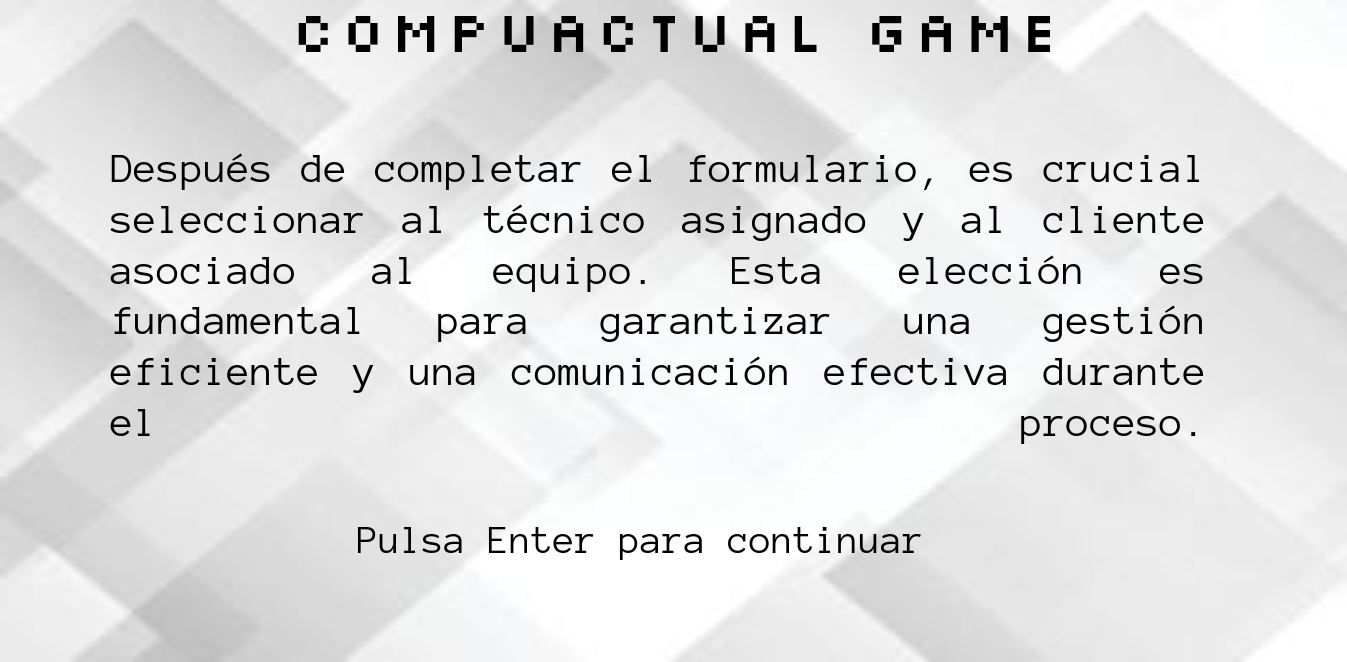 COMPUACTUAL GAME
Después de completar el formulario, es crucial
seleccionar al técnico asignado y al cliente
asociado al equipo. Esta elección es
fundamental para garantizar una gestión
eficiente y una comunicación efectiva durante
el proceso.
Pulsa Enter para continuar